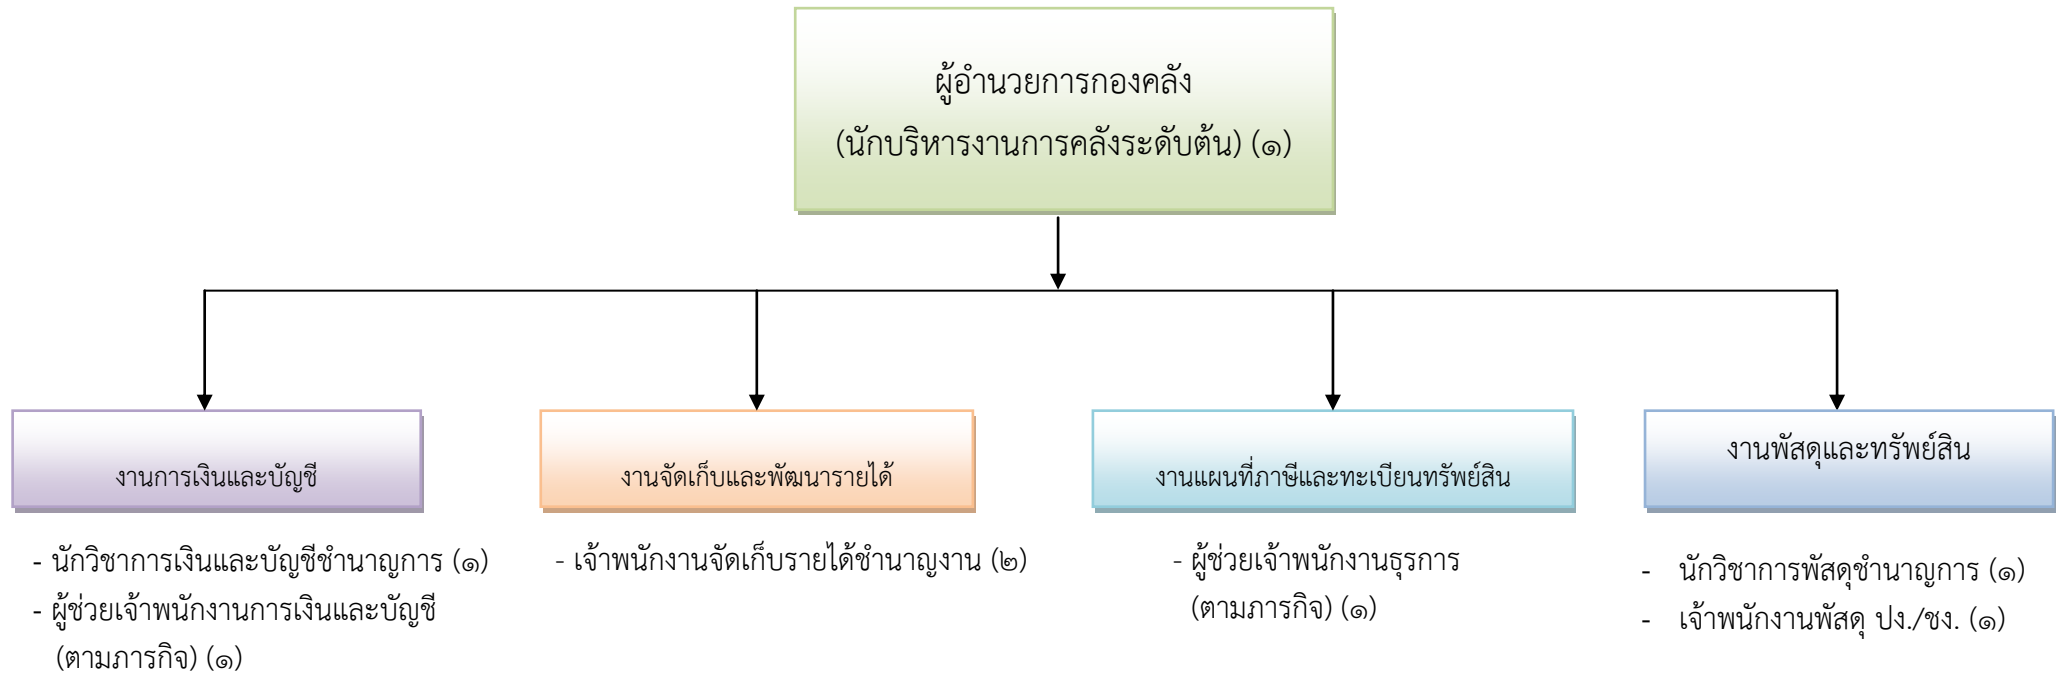 ผู้อำนวยการกองคลัง
(นักบริหารงานการคลังระดับต้น) (๑)
งานการเงินและบัญชี
- นักวิชาการเงินและบัญชีชำนาญการ (๑)
- ผู้ช่วยเจ้าพนักงานการเงินและบัญชี
(ตามภารกิจ) (๑)
งานจัดเก็บและพัฒนารายได้
- เจ้าพนักงานจัดเก็บรายได้ชำนาญงาน (๒)
งานแผนที่ภาษีและทะเบียนทรัพย์สิน
- ผู้ช่วยเจ้าพนักงานธุรการ
(ตามภารกิจ) (๑)
งานพัสดุและทรัพย์สิน
- นักวิชาการพัสดุชำนาญการ (๑)
- เจ้าพนักงานพัสดุ ปง./ชง. (๑)